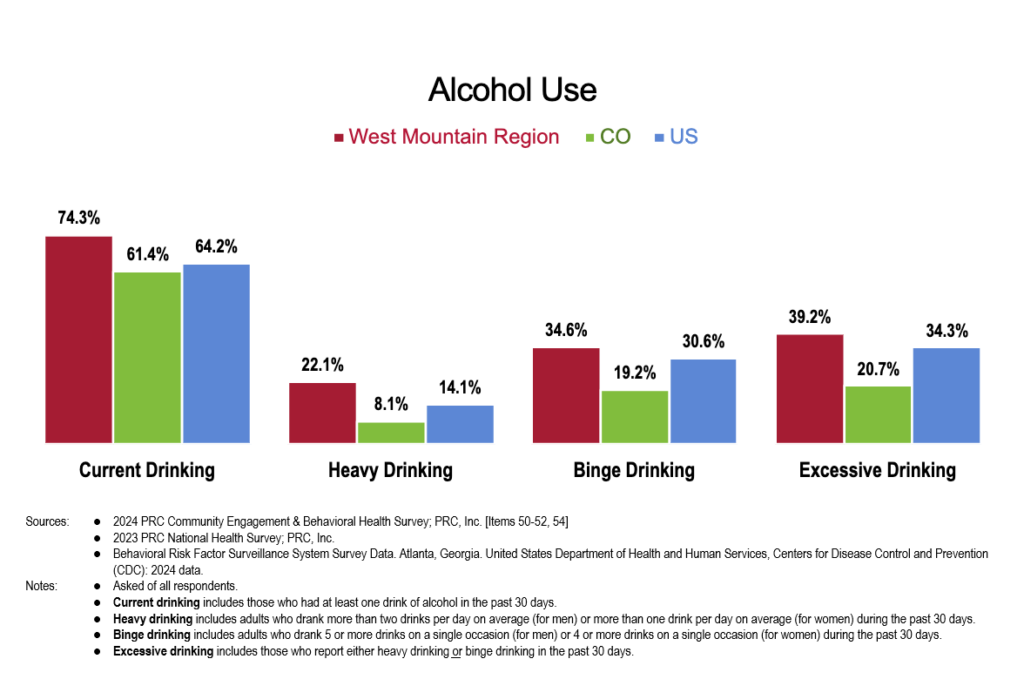 Alcohol Use
West Mountain Region CO US
74.3% 61.4% 64.2%
22.1% 8.1% 14.1%
34.6% 19.2% 30.6%
39.2% 20.7% 34.3%
Current Drinking Heavy Drinking Binge Drinking Excessive Drinking
Sources: ● 2024 PRC Community Engagement & Behavioral Health Survey; PRC, Inc. [Items 50-52, 54]
● 2023 PRC National Health Survey; PRC, Inc.
● Behavioral Risk Factor Surveillance System Survey Data. Atlanta, Georgia. United States Department of Health and Human Services, Centers for Disease Control and Prevention
(CDC): 2024 data.
Notes: ● Asked of all respondents.
● Current drinking includes those who had at least one drink of alcohol in the past 30 days.
● Heavy drinking includes adults who drank more than two drinks per day on average (for men) or more than one drink per day on average (for women) during the past 30 days.
● Binge drinking includes adults who drank 5 or more drinks on a single occasion (for men) or 4 or more drinks on a single occasion (for women) during the past 30 days.
● Excessive drinking includes those who report either heavy drinking or binge drinking in the past 30 days.